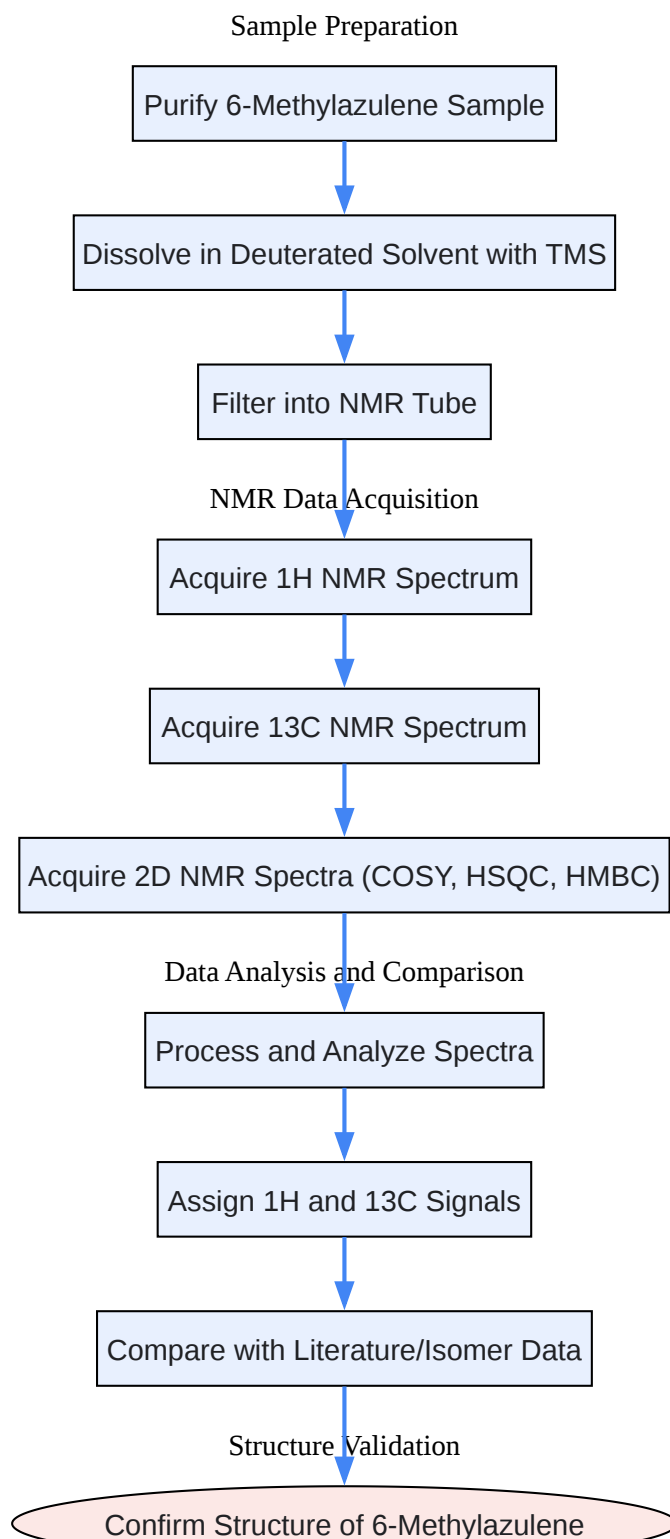 Sample Preparation
Purify 6-Methylazulene Sample
Dissolve in Deuterated Solvent with TMS
Filter into NMR Tube
NMR Data Acquisition
Acquire 1H NMR Spectrum
Acquire 13C NMR Spectrum
Acquire 2D NMR Spectra (COSY, HSQC, HMBC)
Data Analysis and Comparison
Process and Analyze Spectra
Assign 1H and 13C Signals
Compare with Literature/Isomer Data
Structure Validation
Confirm Structure of 6-Methylazulene